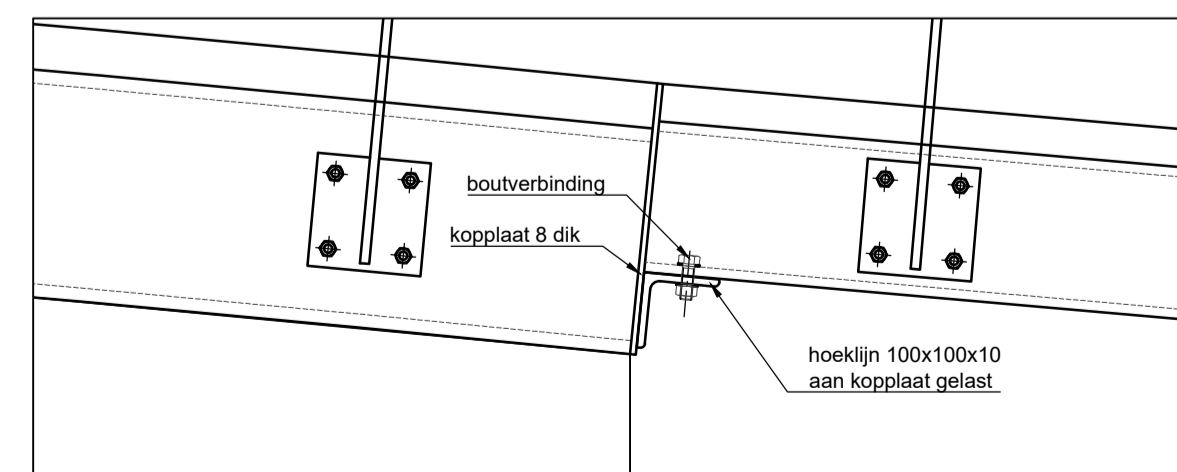 boutverbinding
kopplaat 8 dik
hoeklijn 100x100x10
aan kopplaat gelast